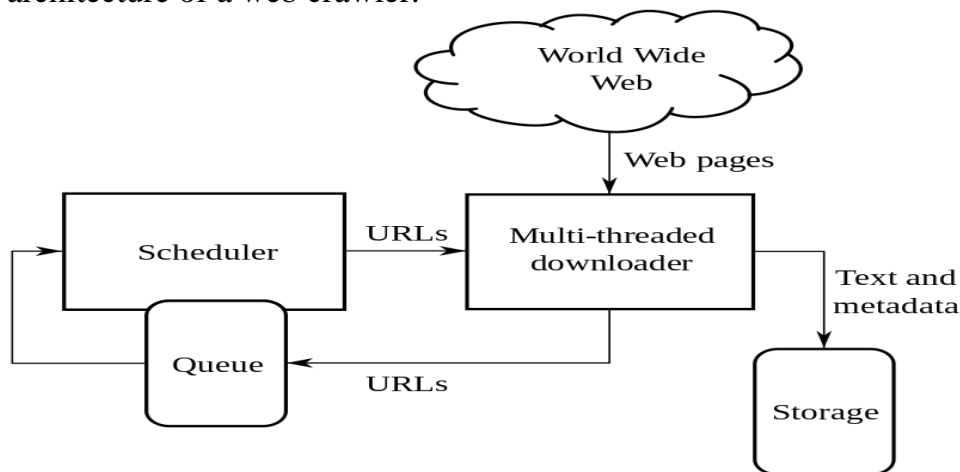 architecture of a web crawler.
World Wide
Web
Web pages
Scheduler
URLs
Multi-threaded
downloader
Text and
metadata
Queue
URLs
Storage